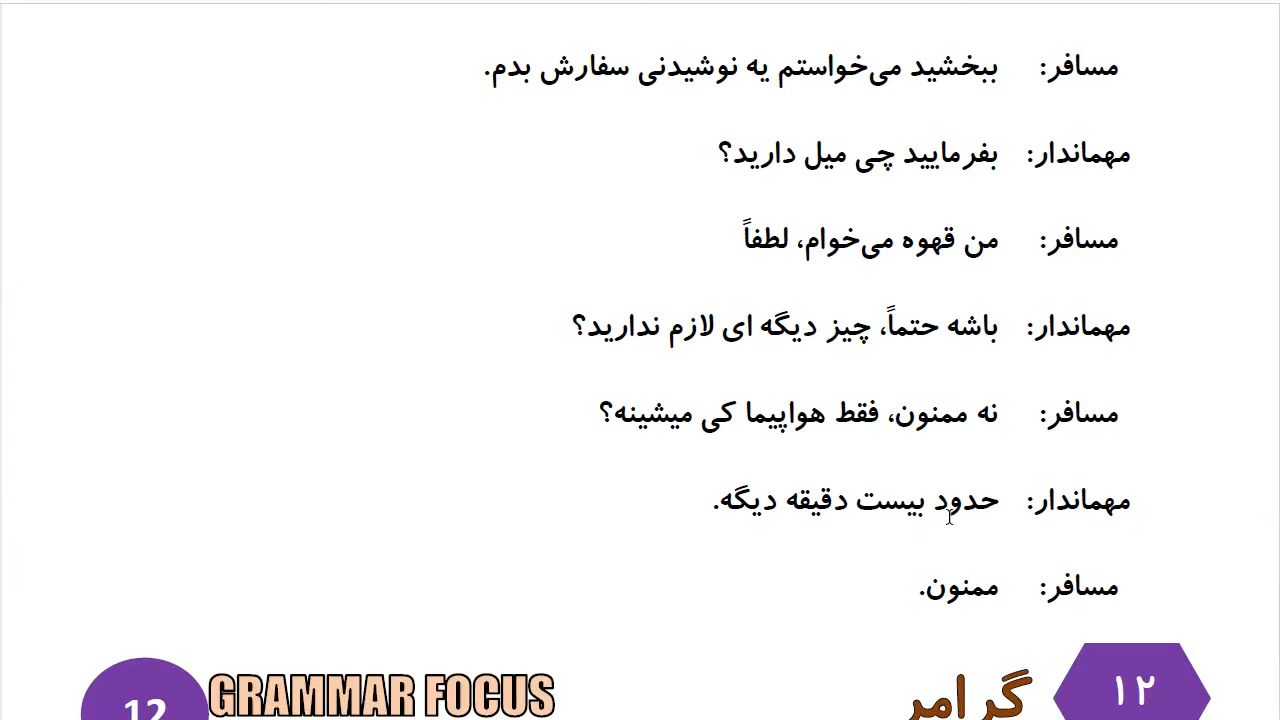 مسافر: ببخشید می‌خواستم یه نوشیدنی سفارش بدم.
مهماندار: بفرمایید چی میل دارید؟
مسافر: من قهوه می‌خوام، لطفاً
مهماندار: باشه حتماً، چیز دیگه ای لازم ندارید؟
مسافر: نه ممنون، فقط هواپیما کی میشینه؟
مهماندار: حدود بیست دقیقه دیگه.
مسافر: ممنون.
۱۲ گرامر GRAMMAR FOCUS 12